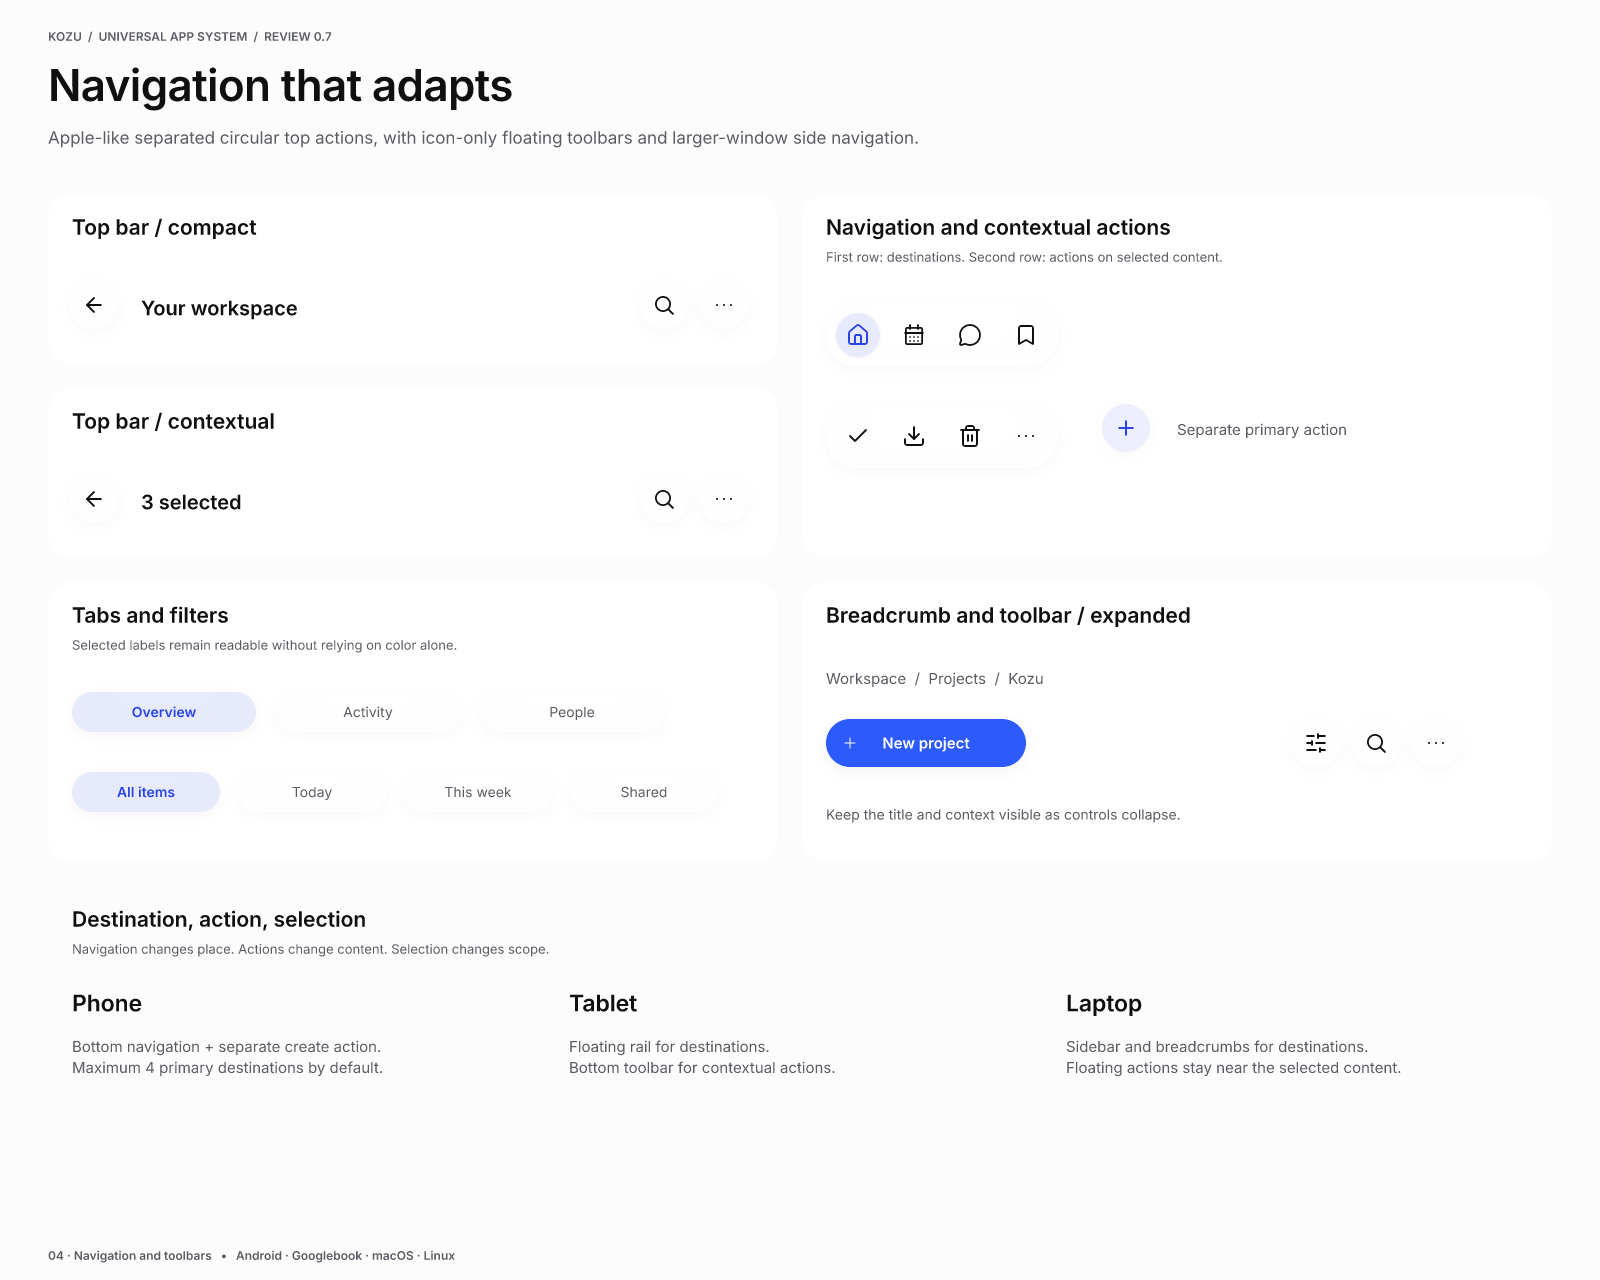 KOZU / UNIVERSAL APP SYSTEM / REVIEW 0.7
Navigation that adapts
Apple-like separated circular top actions, with icon-only floating toolbars and larger-window side navigation.
Top bar / compact
Your workspace
Top bar / contextual
3 selected
Navigation and contextual actions
First row: destinations. Second row: actions on selected content.
Separate primary action
Tabs and filters
Selected labels remain readable without relying on color alone.
Overview
Activity
People
All items
Today
This week
Shared
Breadcrumb and toolbar / expanded
Workspace / Projects / Kozu
New project
Keep the title and context visible as controls collapse.
Destination, action, selection
Navigation changes place. Actions change content. Selection changes scope.
Phone
Bottom navigation + separate create action.
Maximum 4 primary destinations by default.
Tablet
Floating rail for destinations.
Bottom toolbar for contextual actions.
Laptop
Sidebar and breadcrumbs for destinations.
Floating actions stay near the selected content.
04 · Navigation and toolbars • Android · Googlebook · macOS · Linux